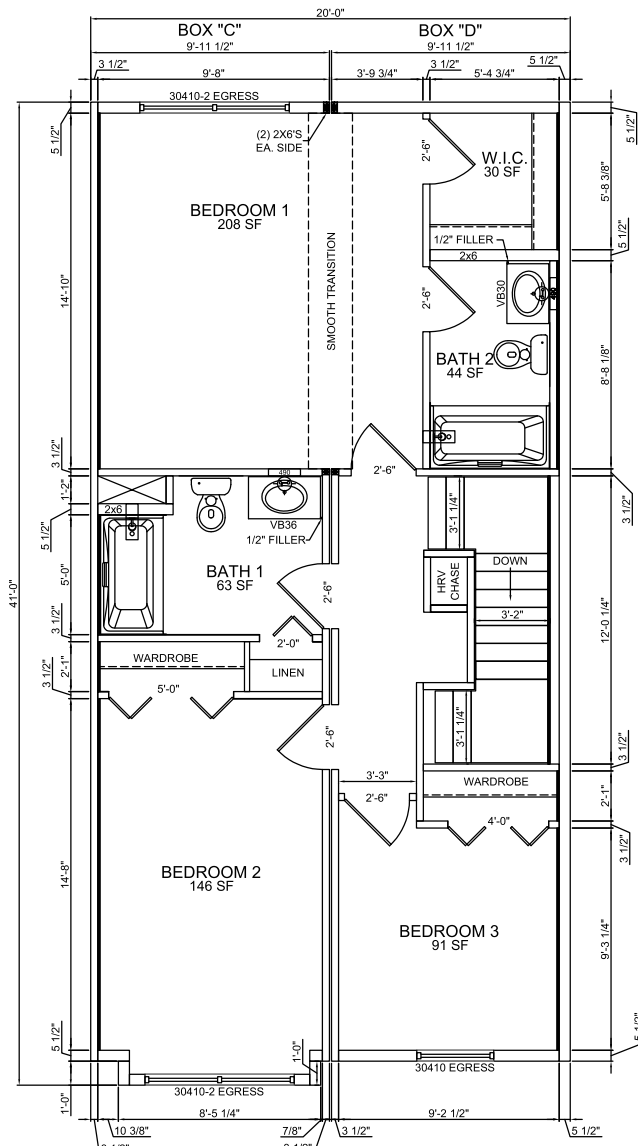 20'-0"
BOX "C"
BOX "D"
9'-11 1/2"
9'-11 1/2"
3 1/2"
9'-8"
3'-9 3/4"
3 1/2"
5'-4 3/4"
5 1/2"
30410-2 EGRESS
5 1/2"
5 1/2"
(2) 2X6'S
EA. SIDE
2'-6"
W.I.C.
30 SF
5'-8 3/8"
BEDROOM 1
208 SF
SMOOTH TRANSITION
1/2" FILLER
2x6
5 1/2"
14'-10"
2'-6"
VB30
490
BATH 2
44 SF
8'-8 1/8"
3 1/2"
2'-6"
490
1'-2"
3 1/2"
2x6
VB36
1/2" FILLER
3'-1 1/4"
5 1/2"
DOWN
HRV
CHASE
BATH 1
63 SF
5'-0"
2'-6"
3'-2"
12'-0 1/4"
41'-0"
3 1/2"
2'-0"
WARDROBE
LINEN
2'-1"
5'-0"
3 1/2"
2'-6"
3'-1 1/4"
3 1/2"
3'-3"
WARDROBE
2'-6"
2'-1"
4'-0"
3 1/2"
14'-8"
BEDROOM 2
146 SF
BEDROOM 3
91 SF
9'-3 1/4"
5 1/2"
5 1/2"
1'-0"
30410 EGRESS
30410-2 EGRESS
1'-0"
10 3/8"
8'-5 1/4"
7/8"
3 1/2"
9'-2 1/2"
5 1/2"